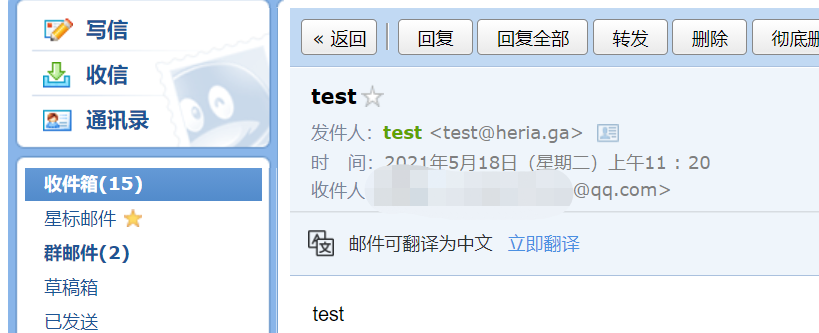 写信
收信
通讯录
收件箱(15)
星标邮件
群邮件(2)
草稿箱
已发送
« 返回 回复 回复全部 转发 删除 彻底删
test
发件人：test <test@heria.ga>
时 间：2021年5月18日（星期二）上午11：20
收件人 @qq.com>
邮件可翻译为中文 立即翻译
test